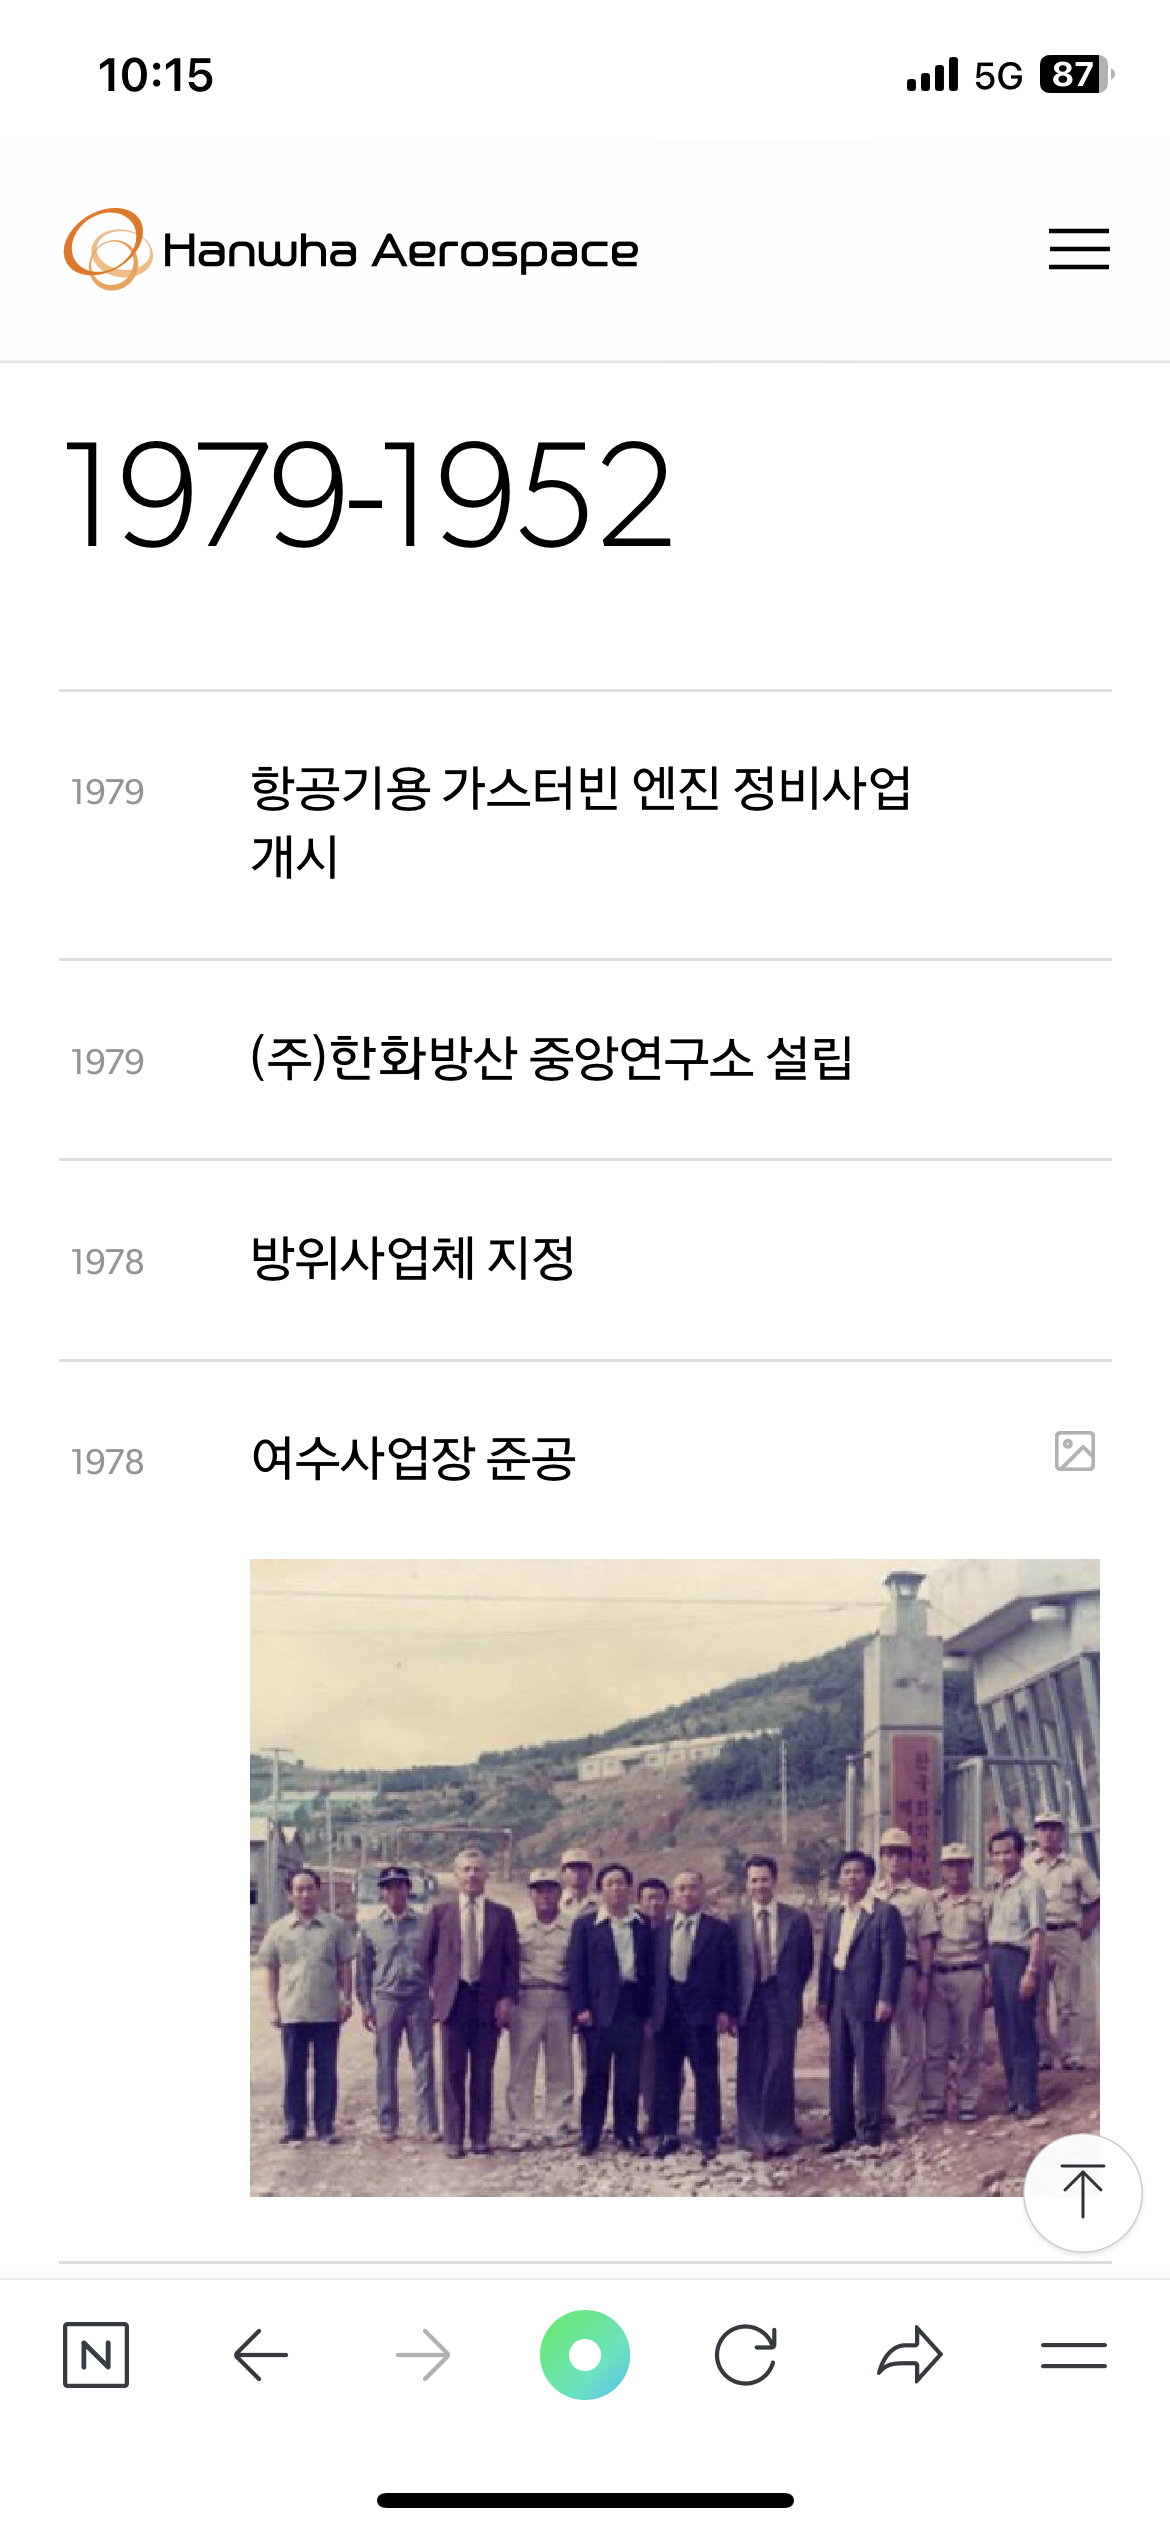 10:15
5G 87
Hanwha Aerospace
1979-1952
1979
항공기용 가스터빈 엔진 정비사업
개시
1979
(주)한화방산 중앙연구소 설립
1978
방위사업체 지정
1978
여수사업장 준공
N